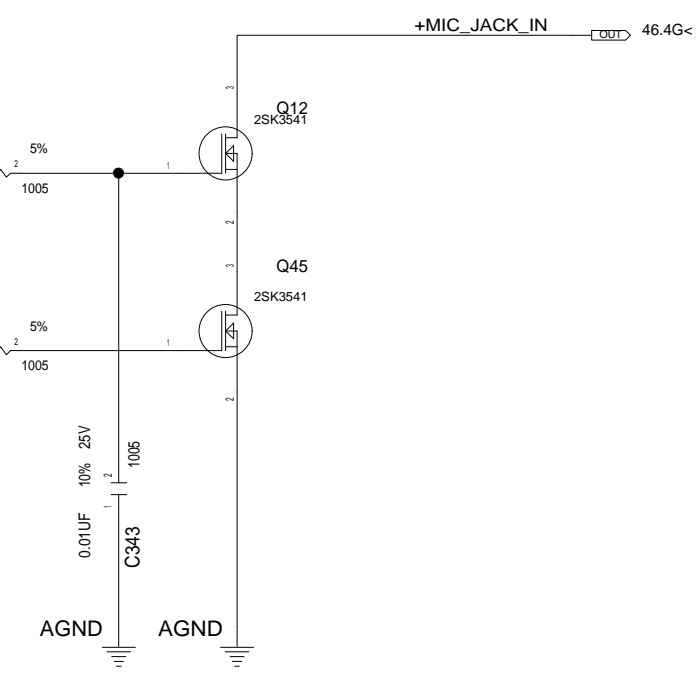 +MIC_JACK_IN
OUT
46.4G<
3
Q12
2SK3541
5%
2
1
1005
2
3
Q45
2SK3541
5%
2
1
1005
2
0.01UF 10% 25V
2
1
1005
C343
AGND
AGND